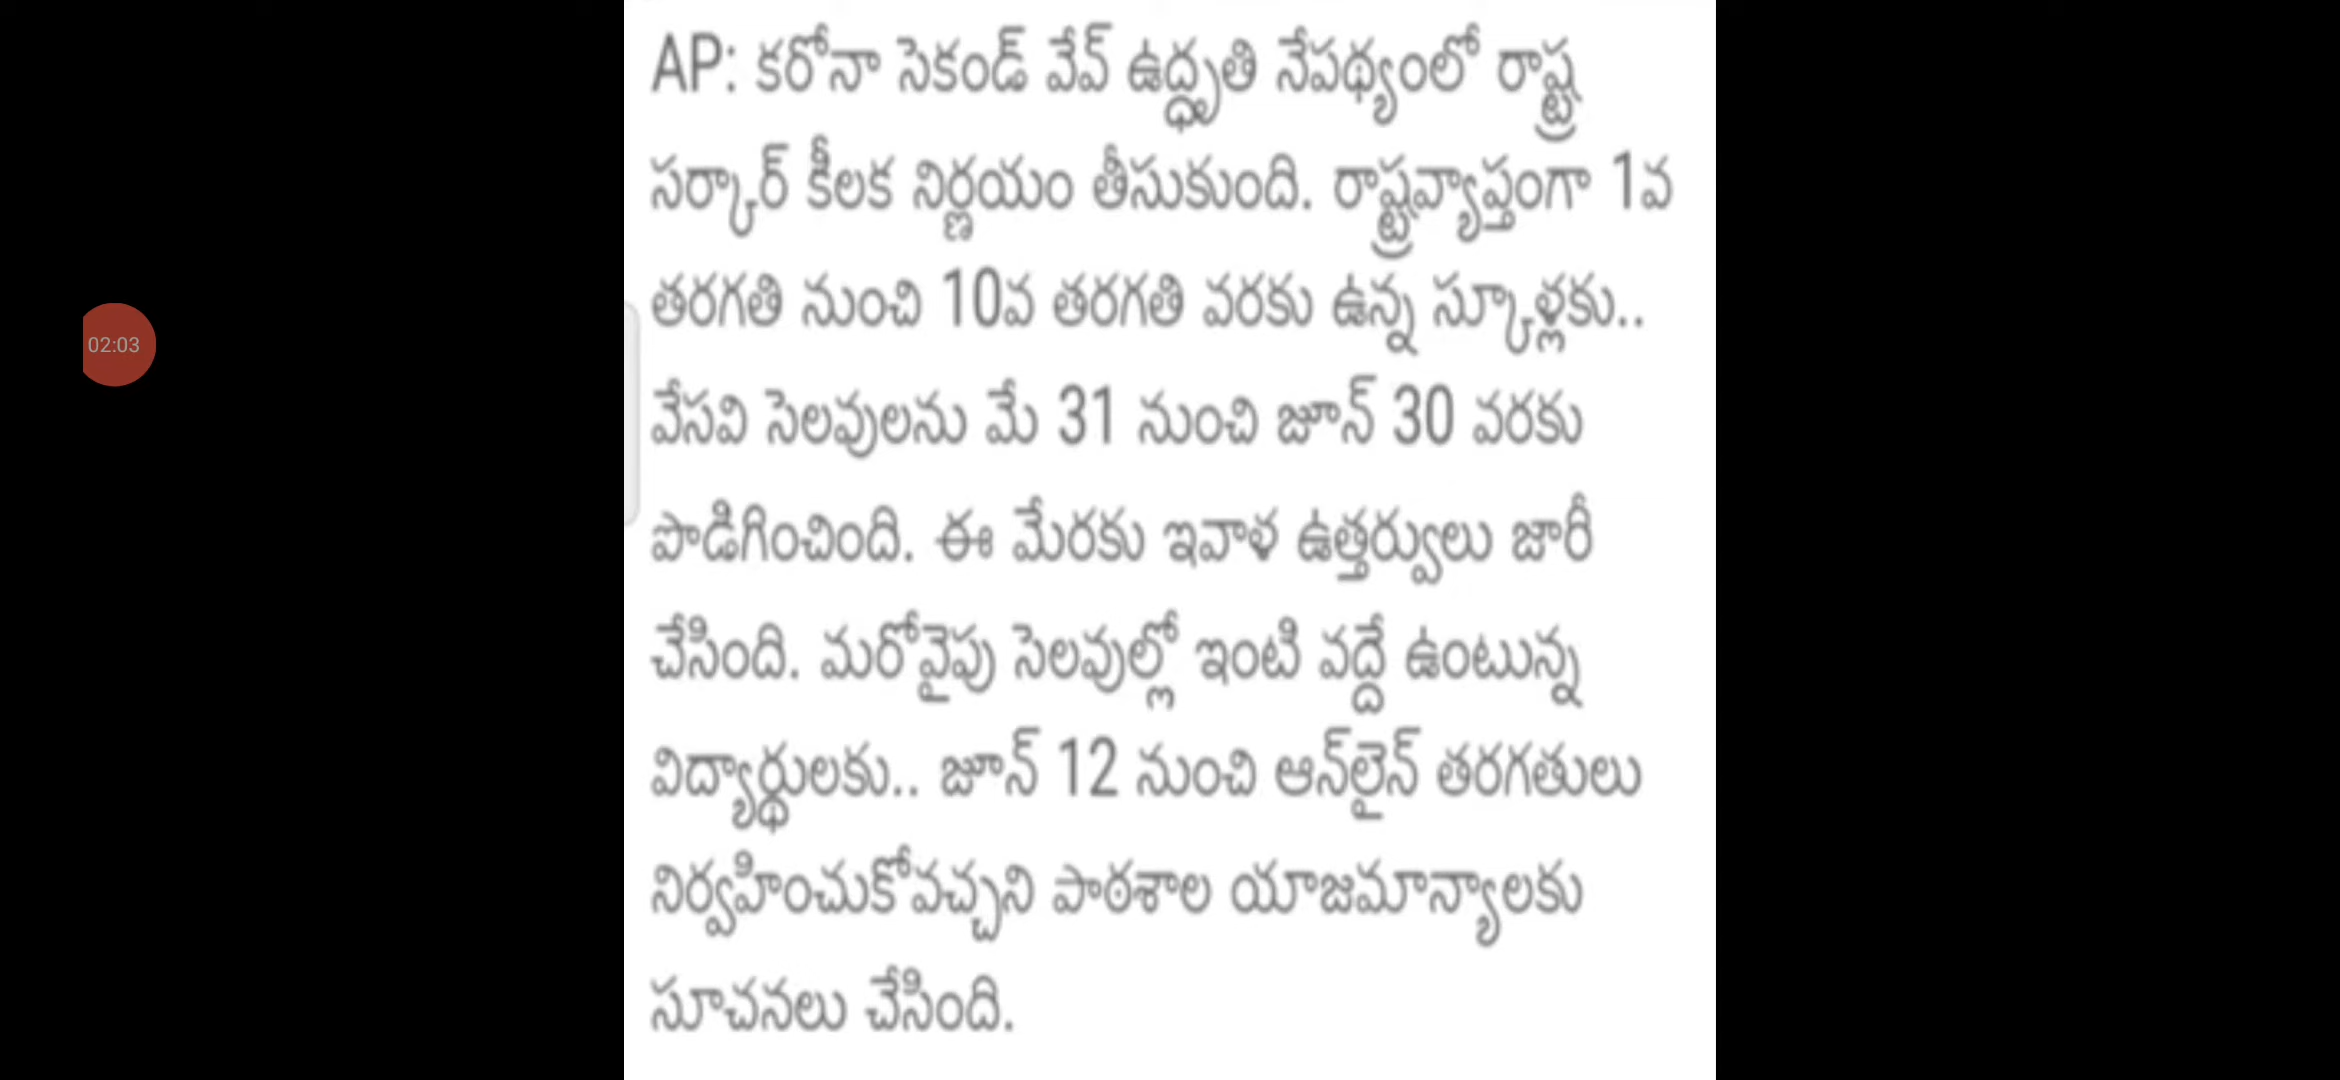 AP: కరోనా సెకండ్ వేవ్ ఉద్ధృతి నేపథ్యంలో రాష్ట్ర
సర్కార్ కీలక నిర్ణయం తీసుకుంది. రాష్ట్రవ్యాప్తంగా 1వ
తరగతి నుంచి 10వ తరగతి వరకు ఉన్న స్కూళ్లకు..
02:03
వేసవి సెలవులను మే 31 నుంచి జూన్ 30 వరకు
పొడిగించింది. ఈ మేరకు ఇవాళ ఉత్తర్వులు జారీ
చేసింది. మరోవైపు సెలవుల్లో ఇంటి వద్దే ఉంటున్న
విద్యార్థులకు.. జూన్ 12 నుంచి ఆన్‌లైన్ తరగతులు
నిర్వహించుకోవచ్చని పాఠశాల యాజమాన్యాలకు
సూచనలు చేసింది.